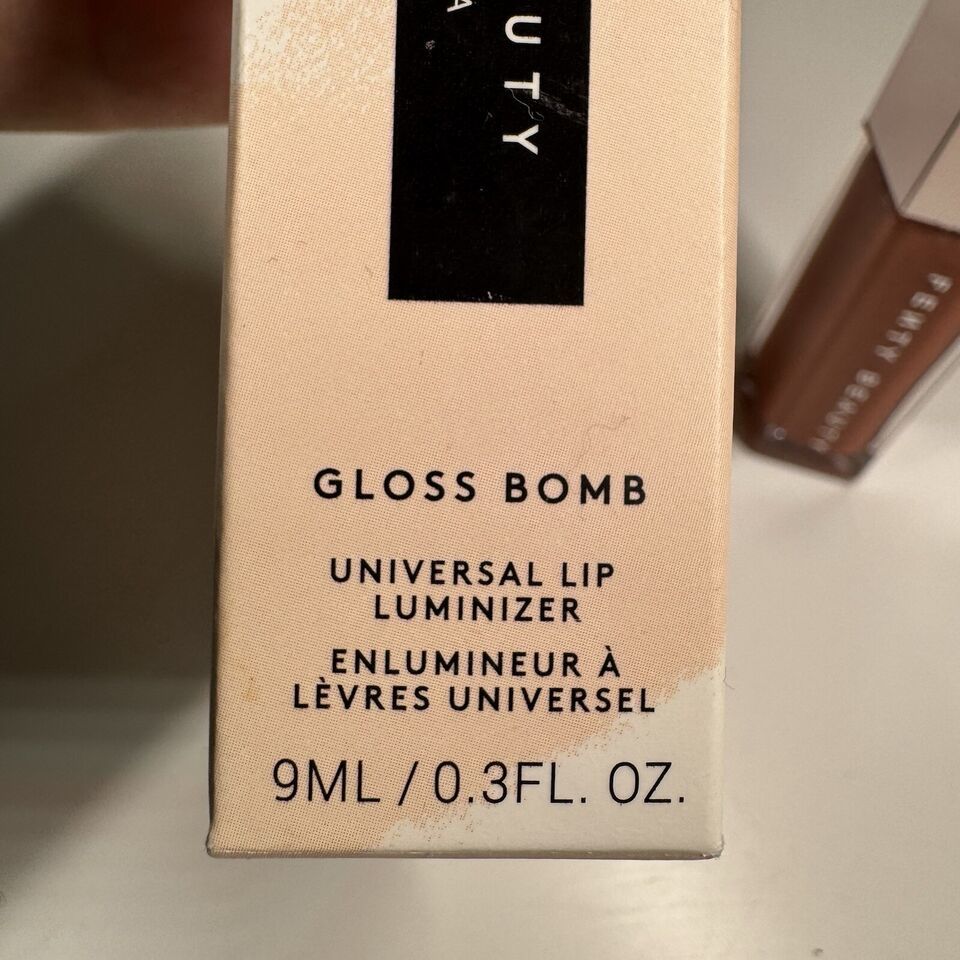 UTY
A
GLOSS BOMB
UNIVERSAL LIP
LUMINIZER
ENLUMINEUR À
LÈVRES UNIVERSEL
9ML / 0.3FL. OZ.
FENTY BEAUTY